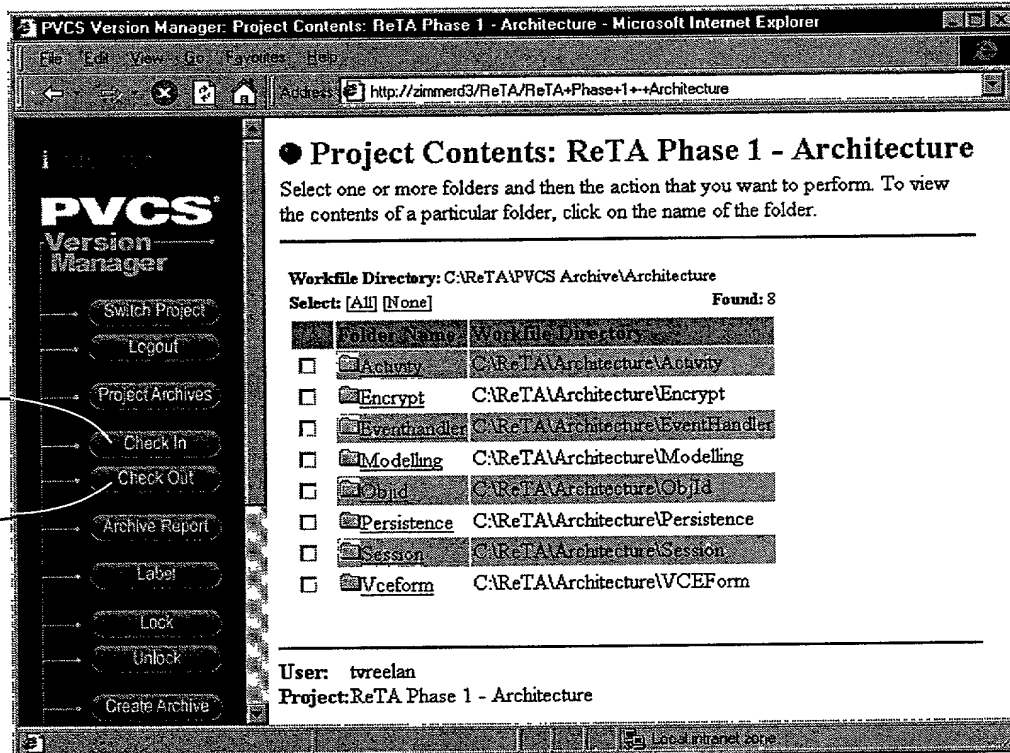 PVCS Version Manager: Project Contents: ReTA Phase 1 - Architecture - Microsoft Internet Explorer
File Edit View Go Favorites Help
Address http://zimmerd3/ReTA/ReTA+Phase+1+-+Architecture
PVCS
Version
Manager
Switch Project
Logout
Project Archives
Check In
Check Out
Archive Report
Label
Lock
Unlock
Create Archive
Project Contents: ReTA Phase 1 - Architecture
Select one or more folders and then the action that you want to perform. To view
the contents of a particular folder, click on the name of the folder.
Workfile Directory: C:\ReTA\PVCS Archive\Architecture
Select: [All] [None] Found: 8
Folder Name Workfile Directory
Activity C:\ReTA\Architecture\Activity
Encrypt C:\ReTA\Architecture\Encrypt
Eventhandler C:\ReTA\Architecture\EventHandler
Modelling C:\ReTA\Architecture\Modelling
Objid C:\ReTA\Architecture\ObjId
Persistence C:\ReTA\Architecture\Persistence
Session C:\ReTA\Architecture\Session
Vceform C:\ReTA\Architecture\VCEForm
User: tvreelan
Project:ReTA Phase 1 - Architecture
Local intranet zone